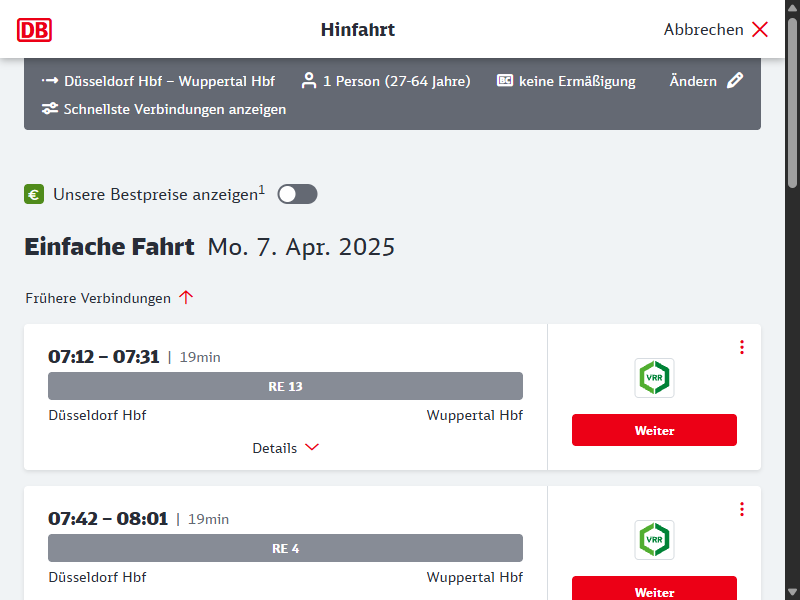 DB
Hinfahrt
Abbrechen
Düsseldorf Hbf – Wuppertal Hbf
1 Person (27-64 Jahre)
BC keine Ermäßigung
Ändern
Schnellste Verbindungen anzeigen
€ Unsere Bestpreise anzeigen¹
Einfache Fahrt Mo. 7. Apr. 2025
Frühere Verbindungen
07:12 – 07:31 | 19min
RE 13
Düsseldorf Hbf
Wuppertal Hbf
Details
VRR
Weiter
07:42 – 08:01 | 19min
RE 4
Düsseldorf Hbf
Wuppertal Hbf
VRR
Weiter